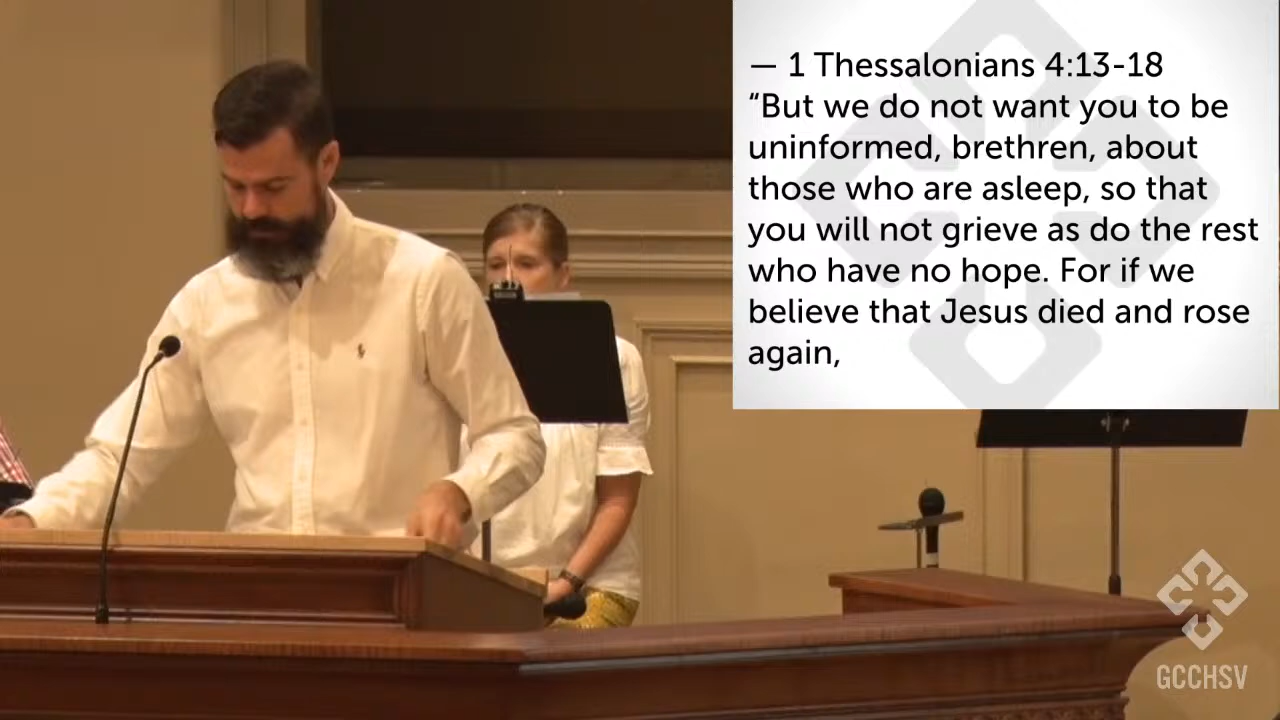 — 1 Thessalonians 4:13-18
“But we do not want you to be
uninformed, brethren, about
those who are asleep, so that
you will not grieve as do the rest
who have no hope. For if we
believe that Jesus died and rose
again,
GCCHSV